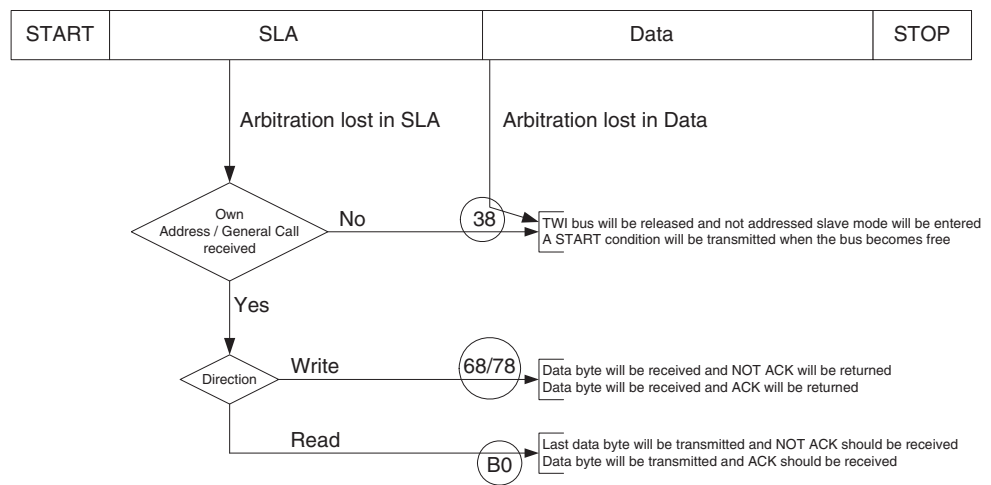 START SLA Data STOP
Arbitration lost in SLA Arbitration lost in Data
Own
Address / General Call
received
No 38
TWI bus will be released and not addressed slave mode will be entered
A START condition will be transmitted when the bus becomes free
Yes
Direction
Write 68/78
Data byte will be received and NOT ACK will be returned
Data byte will be received and ACK will be returned
Read B0
Last data byte will be transmitted and NOT ACK should be received
Data byte will be transmitted and ACK should be received